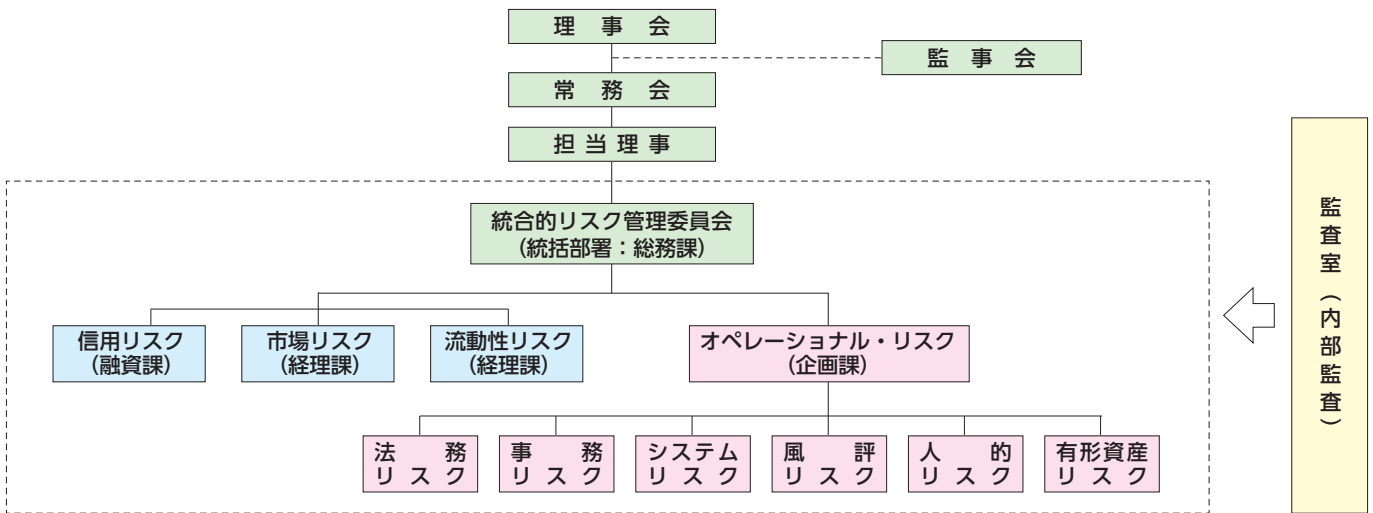 理事会
監事会
常務会
担当理事
統合的リスク管理委員会
(統括部署：総務課)
信用リスク
(融資課)
市場リスク
(経理課)
流動性リスク
(経理課)
オペレーショナル・リスク
(企画課)
法務
リスク
事務
リスク
システム
リスク
風評
リスク
人的
リスク
有形資産
リスク
監査室（内部監査）